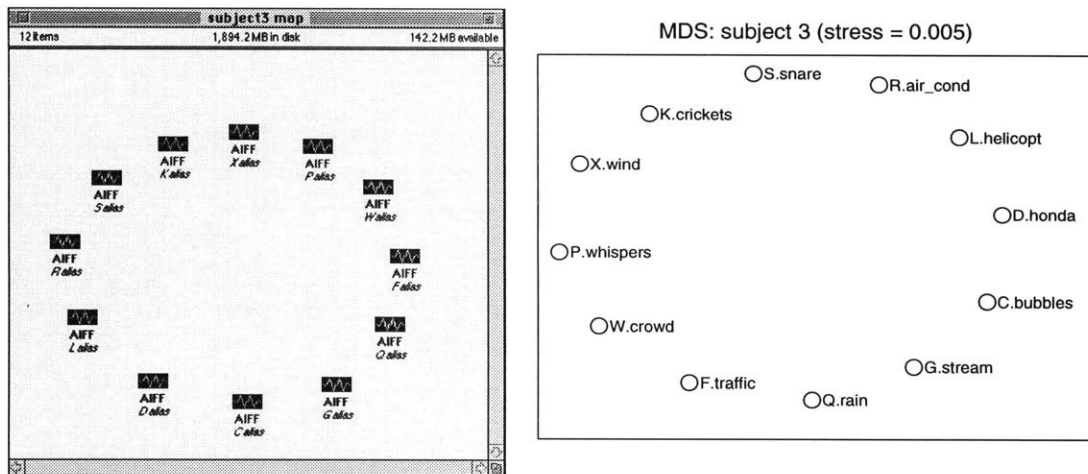 subject3 map
12 items 1,894.2 MB in disk 142.2 MB available
AIFF
X alias
AIFF
K alias
AIFF
P alias
AIFF
S alias
AIFF
W alias
AIFF
R alias
AIFF
F alias
AIFF
L alias
AIFF
Q alias
AIFF
D alias
AIFF
G alias
AIFF
C alias
MDS: subject 3 (stress = 0.005)
S.snare
R.air_cond
K.crickets
L.helicopt
X.wind
D.honda
P.whispers
C.bubbles
W.crowd
G.stream
F.traffic
Q.rain